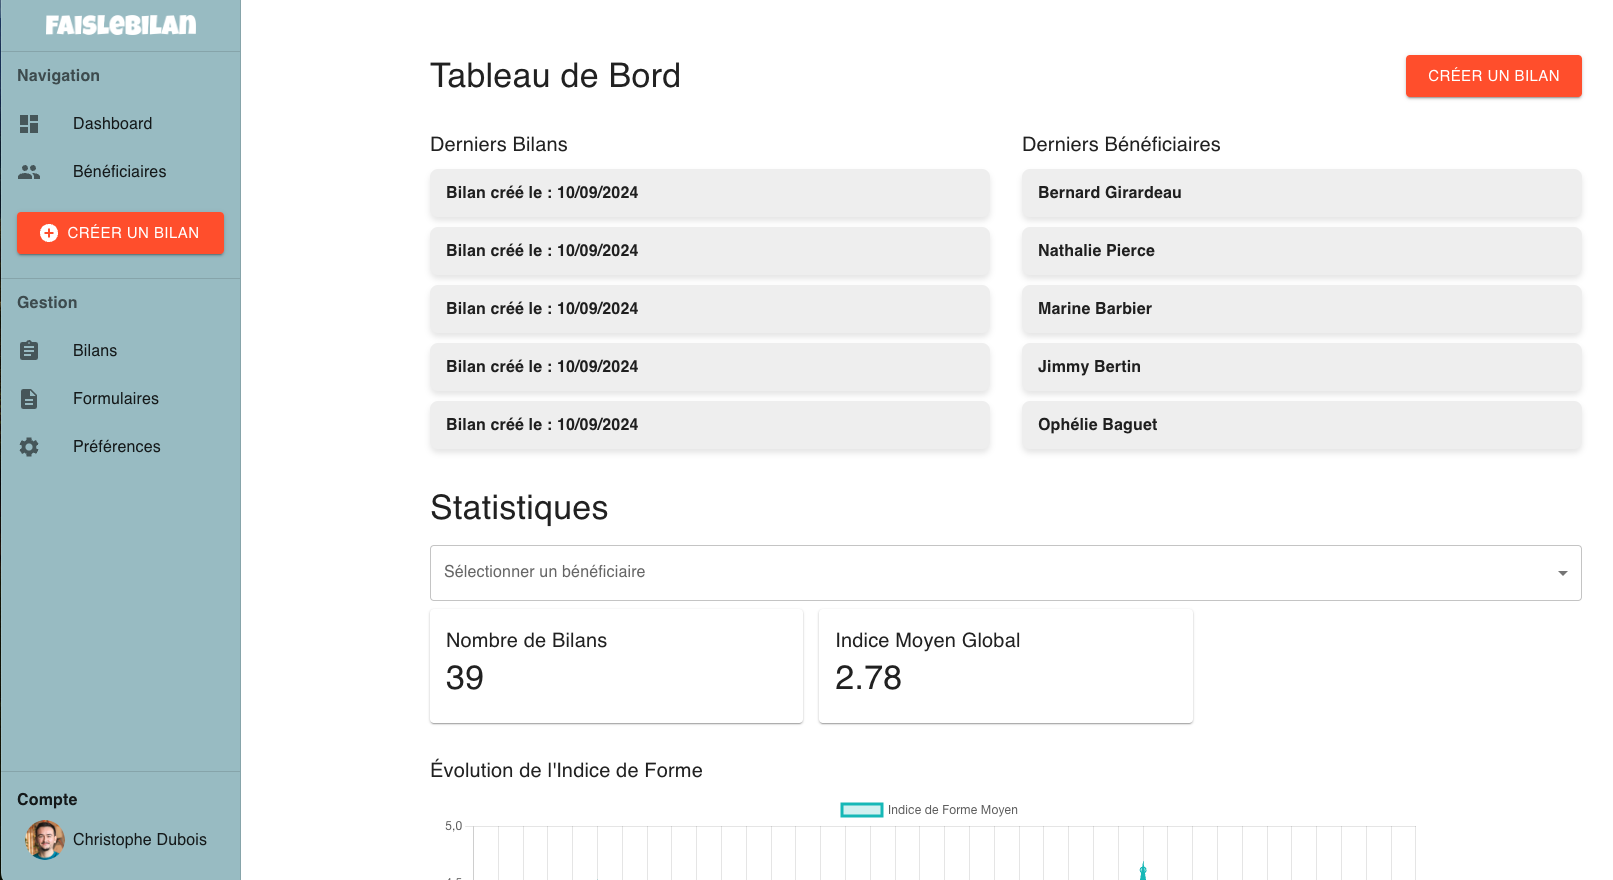 FAISLEBILAN
Navigation
Dashboard
Bénéficiaires
CRÉER UN BILAN
Gestion
Bilans
Formulaires
Préférences
Compte
Christophe Dubois
Tableau de Bord
CRÉER UN BILAN
Derniers Bilans
Bilan créé le : 10/09/2024
Bilan créé le : 10/09/2024
Bilan créé le : 10/09/2024
Bilan créé le : 10/09/2024
Bilan créé le : 10/09/2024
Derniers Bénéficiaires
Bernard Girardeau
Nathalie Pierce
Marine Barbier
Jimmy Bertin
Ophélie Baguet
Statistiques
Sélectionner un bénéficiaire
Nombre de Bilans
39
Indice Moyen Global
2.78
Évolution de l'Indice de Forme
Indice de Forme Moyen
5,0